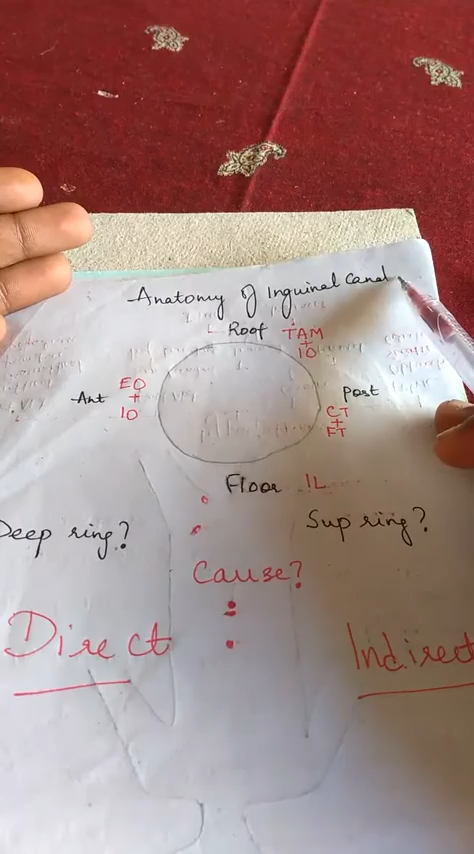 Anatomy of Inguinal Canal
Roof TAM
+
IO
Ant EO
+
IO
Post
CT
+
FT
Floor IL
Deep ring?
Sup ring?
Cause?
Direct
Indirect